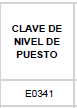 CLAVE DE
NIVEL DE
PUESTO
E0341